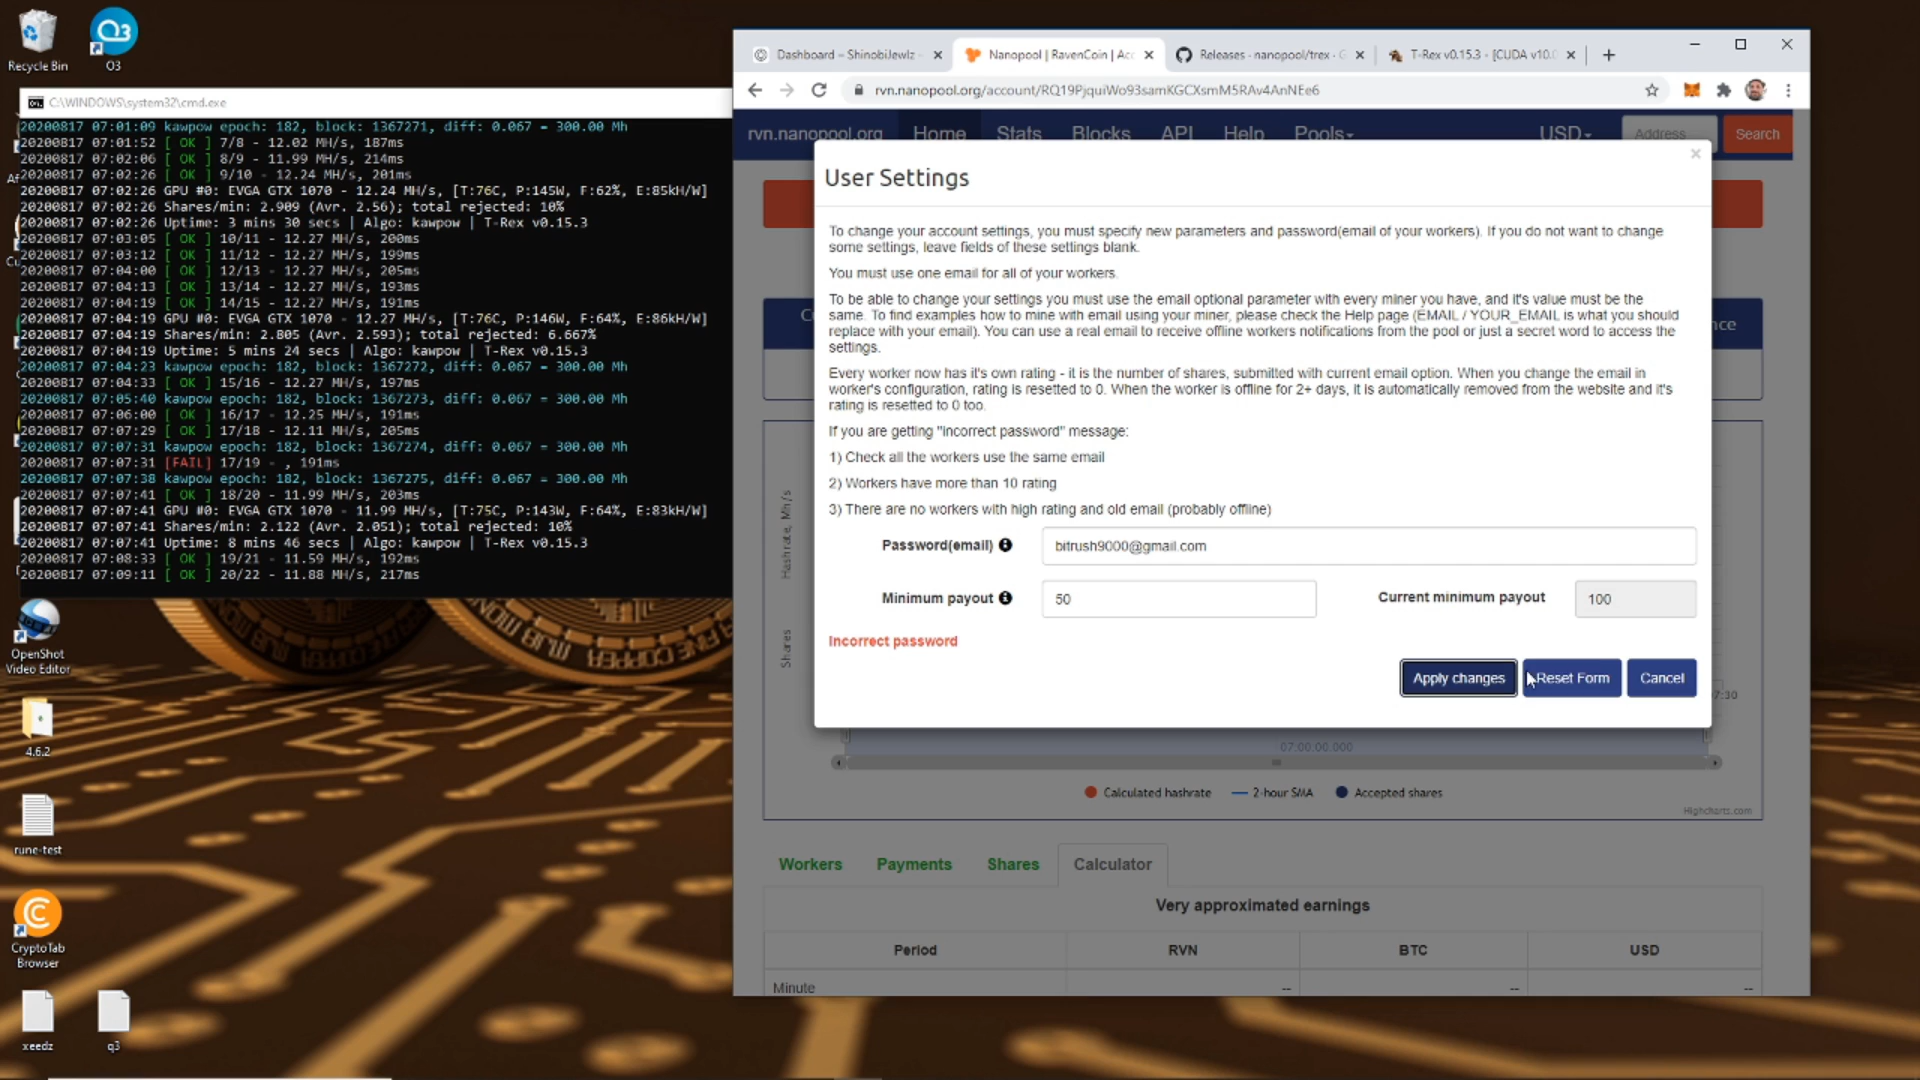 Recycle Bin
O3
C:\WINDOWS\system32\cmd.exe
20200817 07:01:09 kawpow epoch: 182, block: 1367271, diff: 0.067 = 300.00 Mh
20200817 07:01:52 [ OK ] 7/8 - 12.02 MH/s, 187ms
20200817 07:02:06 [ OK ] 8/9 - 11.99 MH/s, 214ms
20200817 07:02:26 [ OK ] 9/10 - 12.24 MH/s, 201ms
20200817 07:02:26 GPU #0: EVGA GTX 1070 - 12.24 MH/s, [T:76C, P:145W, F:62%, E:85kH/W]
20200817 07:02:26 Shares/min: 2.909 (Avr. 2.56); total rejected: 10%
20200817 07:02:26 Uptime: 3 mins 30 secs | Algo: kawpow | T-Rex v0.15.3
20200817 07:03:05 [ OK ] 10/11 - 12.27 MH/s, 200ms
20200817 07:03:12 [ OK ] 11/12 - 12.27 MH/s, 199ms
20200817 07:04:00 [ OK ] 12/13 - 12.27 MH/s, 205ms
20200817 07:04:13 [ OK ] 13/14 - 12.27 MH/s, 193ms
20200817 07:04:19 [ OK ] 14/15 - 12.27 MH/s, 191ms
20200817 07:04:19 GPU #0: EVGA GTX 1070 - 12.27 MH/s, [T:76C, P:146W, F:64%, E:86kH/W]
20200817 07:04:19 Shares/min: 2.805 (Avr. 2.593); total rejected: 6.667%
20200817 07:04:19 Uptime: 5 mins 24 secs | Algo: kawpow | T-Rex v0.15.3
20200817 07:04:23 kawpow epoch: 182, block: 1367272, diff: 0.067 = 300.00 Mh
20200817 07:04:33 [ OK ] 15/16 - 12.27 MH/s, 197ms
20200817 07:05:40 kawpow epoch: 182, block: 1367273, diff: 0.067 = 300.00 Mh
20200817 07:06:00 [ OK ] 16/17 - 12.25 MH/s, 191ms
20200817 07:07:29 [ OK ] 17/18 - 12.11 MH/s, 205ms
20200817 07:07:31 kawpow epoch: 182, block: 1367274, diff: 0.067 = 300.00 Mh
20200817 07:07:31 [FAIL] 17/19 - , 191ms
20200817 07:07:38 kawpow epoch: 182, block: 1367275, diff: 0.067 = 300.00 Mh
20200817 07:07:41 [ OK ] 18/20 - 11.99 MH/s, 203ms
20200817 07:07:41 GPU #0: EVGA GTX 1070 - 11.99 MH/s, [T:75C, P:143W, F:64%, E:83kH/W]
20200817 07:07:41 Shares/min: 2.122 (Avr. 2.051); total rejected: 10%
20200817 07:07:41 Uptime: 8 mins 46 secs | Algo: kawpow | T-Rex v0.15.3
20200817 07:08:33 [ OK ] 19/21 - 11.59 MH/s, 192ms
20200817 07:09:11 [ OK ] 20/22 - 11.88 MH/s, 217ms
OpenShot
Video Editor
4.6.2
rune-test
CryptoTab
Browser
xeedz
q3
Dashboard – ShinobiJewlz
Nanopool | RavenCoin | Acc
Releases · nanopool/trex · G
T-Rex v0.15.3 - [CUDA v10.0
rvn.nanopool.org/account/RQ19PjquiWo93samKGCXsmM5RAv4AnNEe6
rvn.nanopool.org Home Stats Blocks API Help Pools USD Address Search
User Settings
To change your account settings, you must specify new parameters and password(email of your workers). If you do not want to change
some settings, leave fields of these settings blank.
You must use one email for all of your workers.
To be able to change your settings you must use the email optional parameter with every miner you have, and it's value must be the
same. To find examples how to mine with email using your miner, please check the Help page (EMAIL / YOUR_EMAIL is what you should
replace with your email). You can use a real email to receive offline workers notifications from the pool or just a secret word to access the
settings.
Every worker now has it's own rating - it is the number of shares, submitted with current email option. When you change the email in
worker's configuration, rating is resetted to 0. When the worker is offline for 2+ days, it is automatically removed from the website and it's
rating is resetted to 0 too.
If you are getting "incorrect password" message:
1) Check all the workers use the same email
2) Workers have more than 10 rating
3) There are no workers with high rating and old email (probably offline)
Password(email) bitrush9000@gmail.com
Minimum payout 50 Current minimum payout 100
Incorrect password
Apply changes Reset Form Cancel
Hashrate, Mh/s
Shares
07:30
07:00:00.000
Calculated hashrate 2-hour SMA Accepted shares
Highcharts.com
Workers Payments Shares Calculator
Very approximated earnings
Period RVN BTC USD
Minute -- -- --